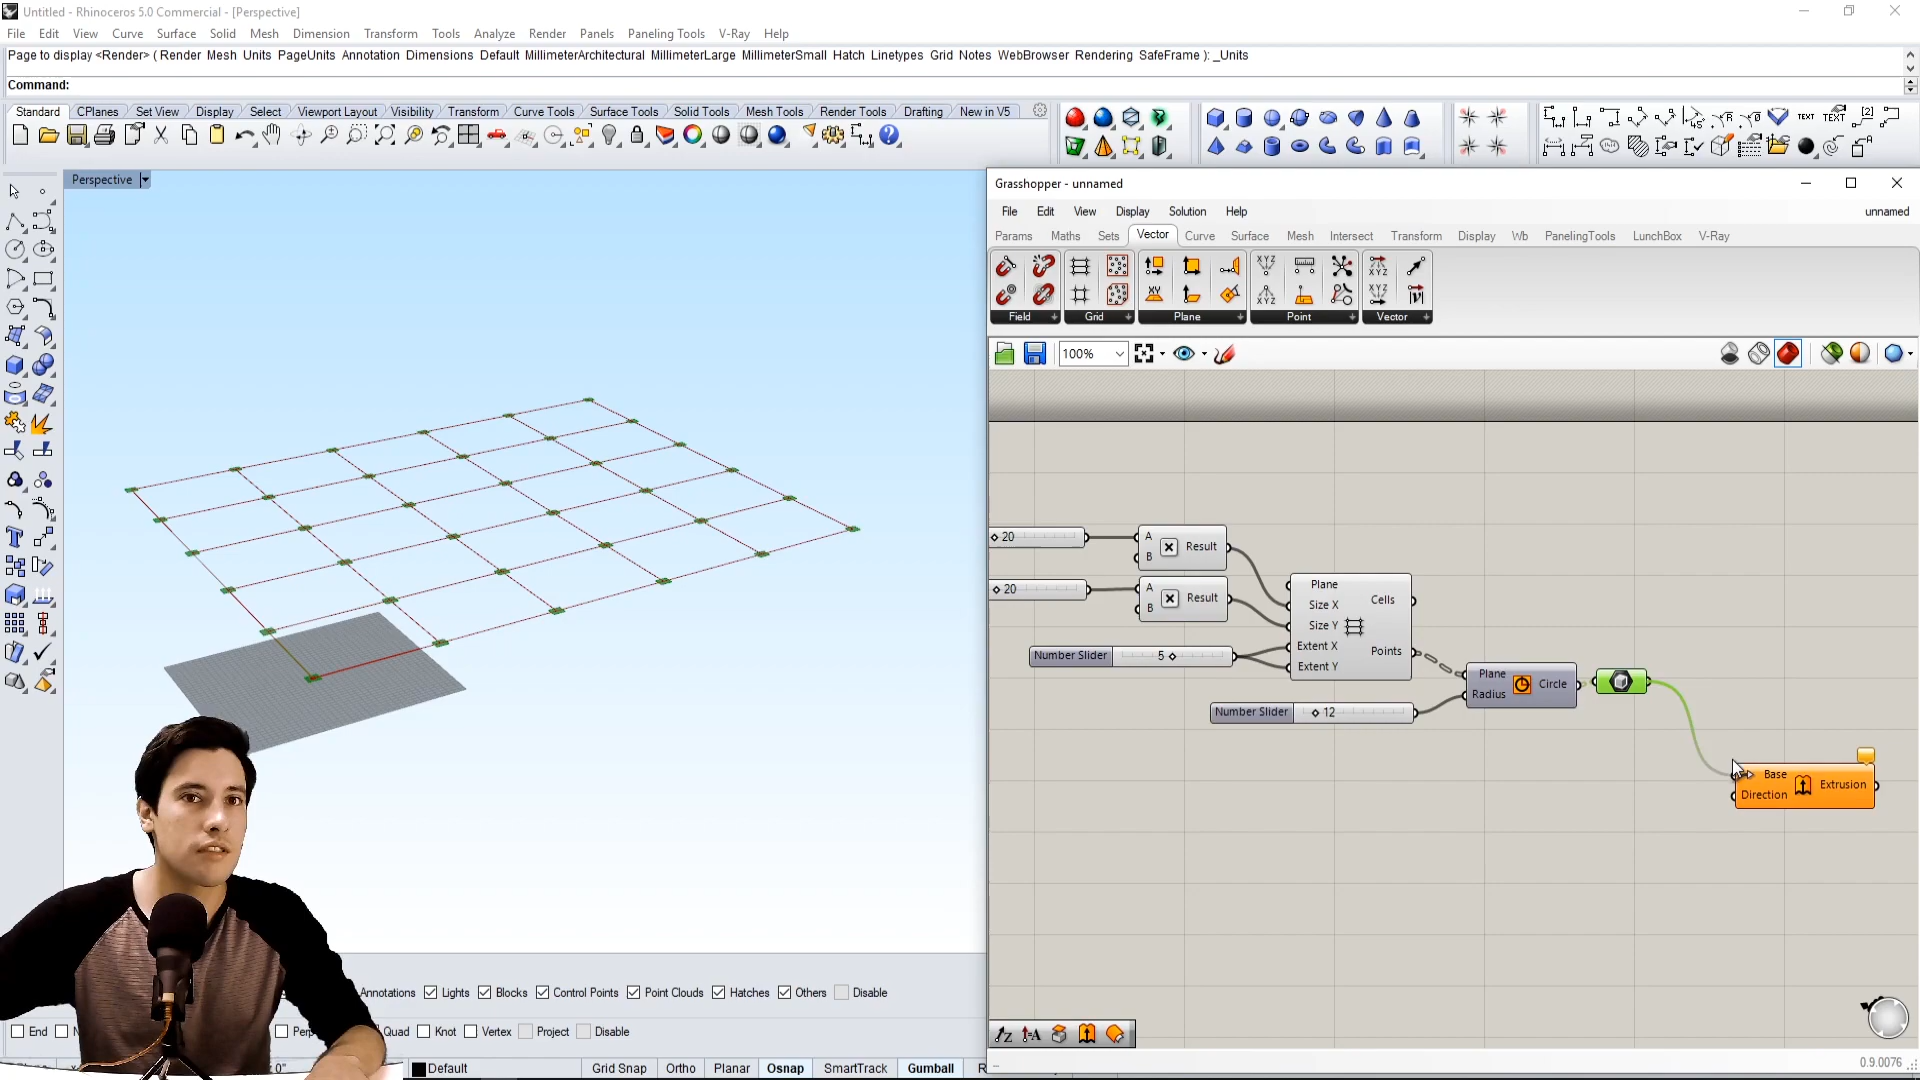 Untitled - Rhinoceros 5.0 Commercial - [Perspective]
File Edit View Curve Surface Solid Mesh Dimension Transform Tools Analyze Render Panels Paneling Tools V-Ray Help
Page to display <Render> ( Render Mesh Units PageUnits Annotation Dimensions Default MillimeterArchitectural MillimeterLarge MillimeterSmall Hatch Linetypes Grid Notes WebBrowser Rendering SafeFrame ): _Units
Command:
Standard CPlanes Set View Display Select Viewport Layout Visibility Transform Curve Tools Surface Tools Solid Tools Mesh Tools Render Tools Drafting New in V5
TEXT TEXT
Perspective
Grasshopper - unnamed
File Edit View Display Solution Help unnamed
Params Maths Sets Vector Curve Surface Mesh Intersect Transform Display Wb PanelingTools LunchBox V-Ray
Field Grid Plane Point Vector
100%
20 A B Result
20 A B Result
Plane
Size X
Size Y
Extent X
Extent Y
Cells
Points
Number Slider 5
Number Slider 12
Plane
Radius
Circle
Base
Direction
Extrusion
Annotations Lights Blocks Control Points Point Clouds Hatches Others Disable
End Quad Knot Vertex Project Disable
Default Grid Snap Ortho Planar Osnap SmartTrack Gumball
0.9.0076